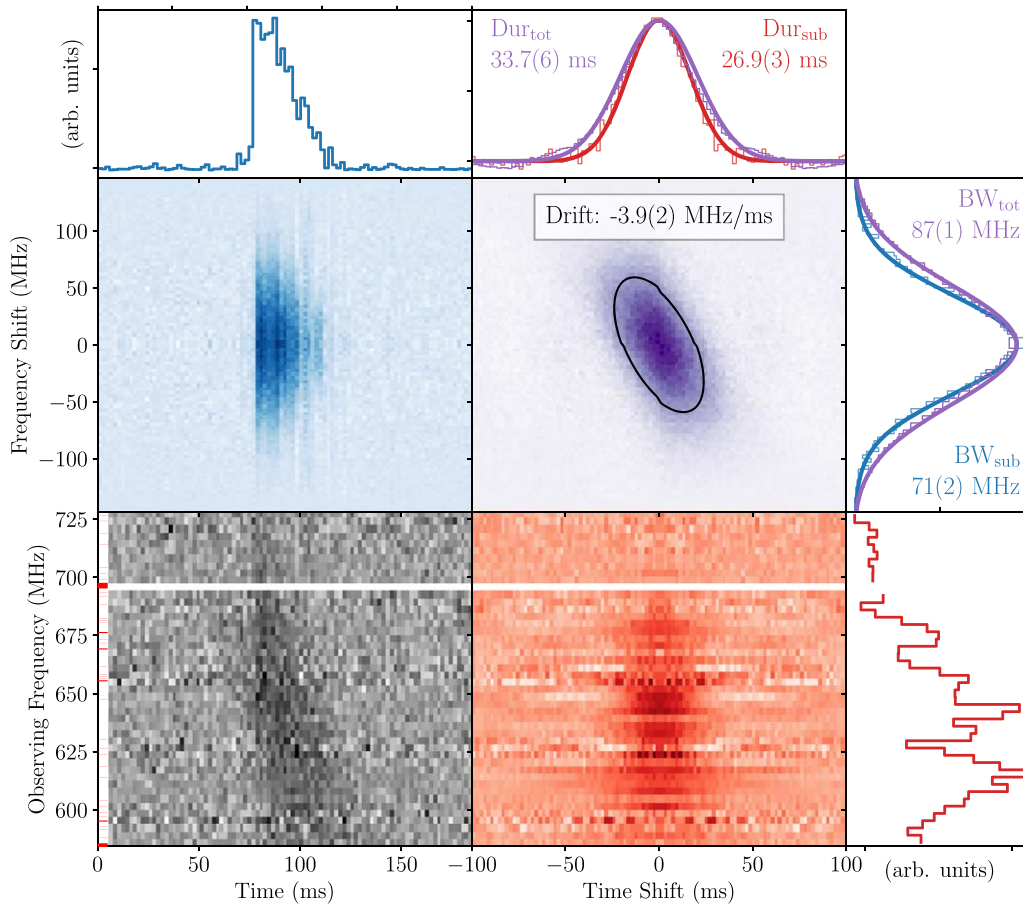 (arb. units)
Dur_tot
33.7(6) ms
Dur_sub
26.9(3) ms
Frequency Shift (MHz)
100
50
0
−50
−100
Drift: -3.9(2) MHz/ms
BW_tot
87(1) MHz
BW_sub
71(2) MHz
Observing Frequency (MHz)
725
700
675
650
625
600
0
50
100
150
−100
−50
0
50
100
Time (ms)
Time Shift (ms)
(arb. units)